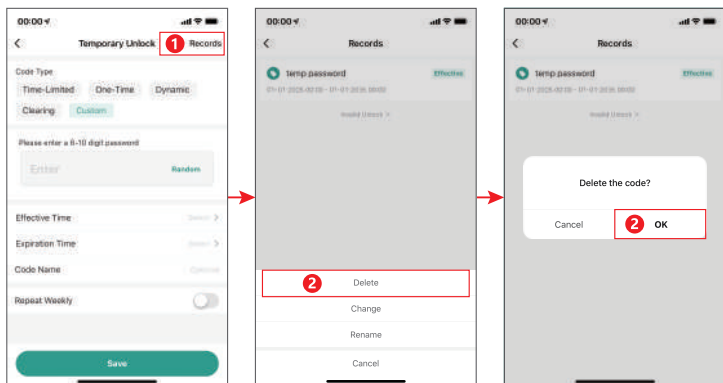 00:00
Temporary Unlock
1
Records
Code Type
Time-Limited
One-Time
Dynamic
Clearing
Custom
Please enter a 6-10 digit password
Enter
Random
Effective Time
Expiration Time
Code Name
Repeat Weekly
Save
00:00
Records
temp password
Effective
2
Delete
Change
Rename
Cancel
00:00
Records
temp password
Effective
Delete the code?
Cancel
2
OK